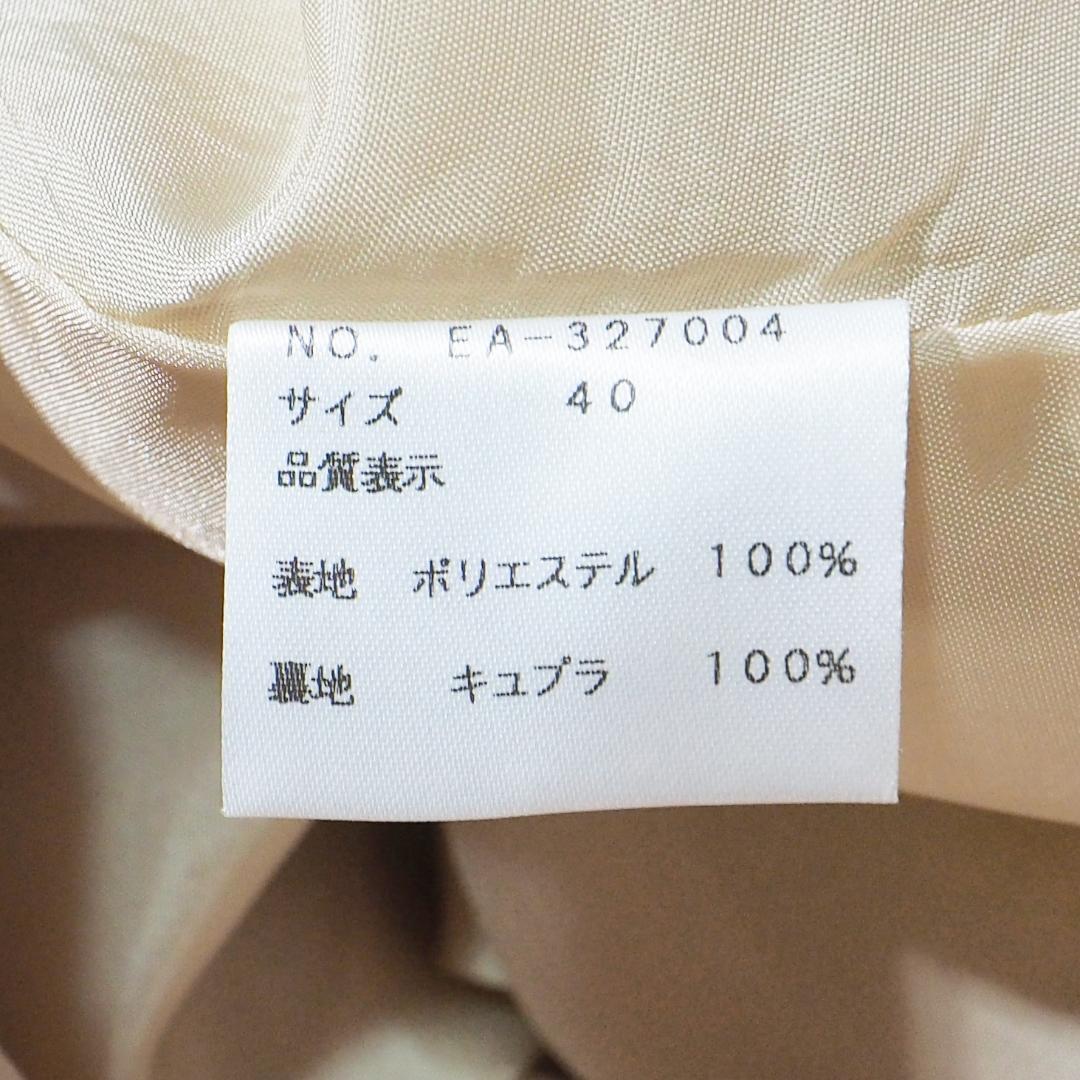 NO. EA-327004
サイズ 40
品質表示
表地 ポリエステル 100%
裏地 キュプラ 100%